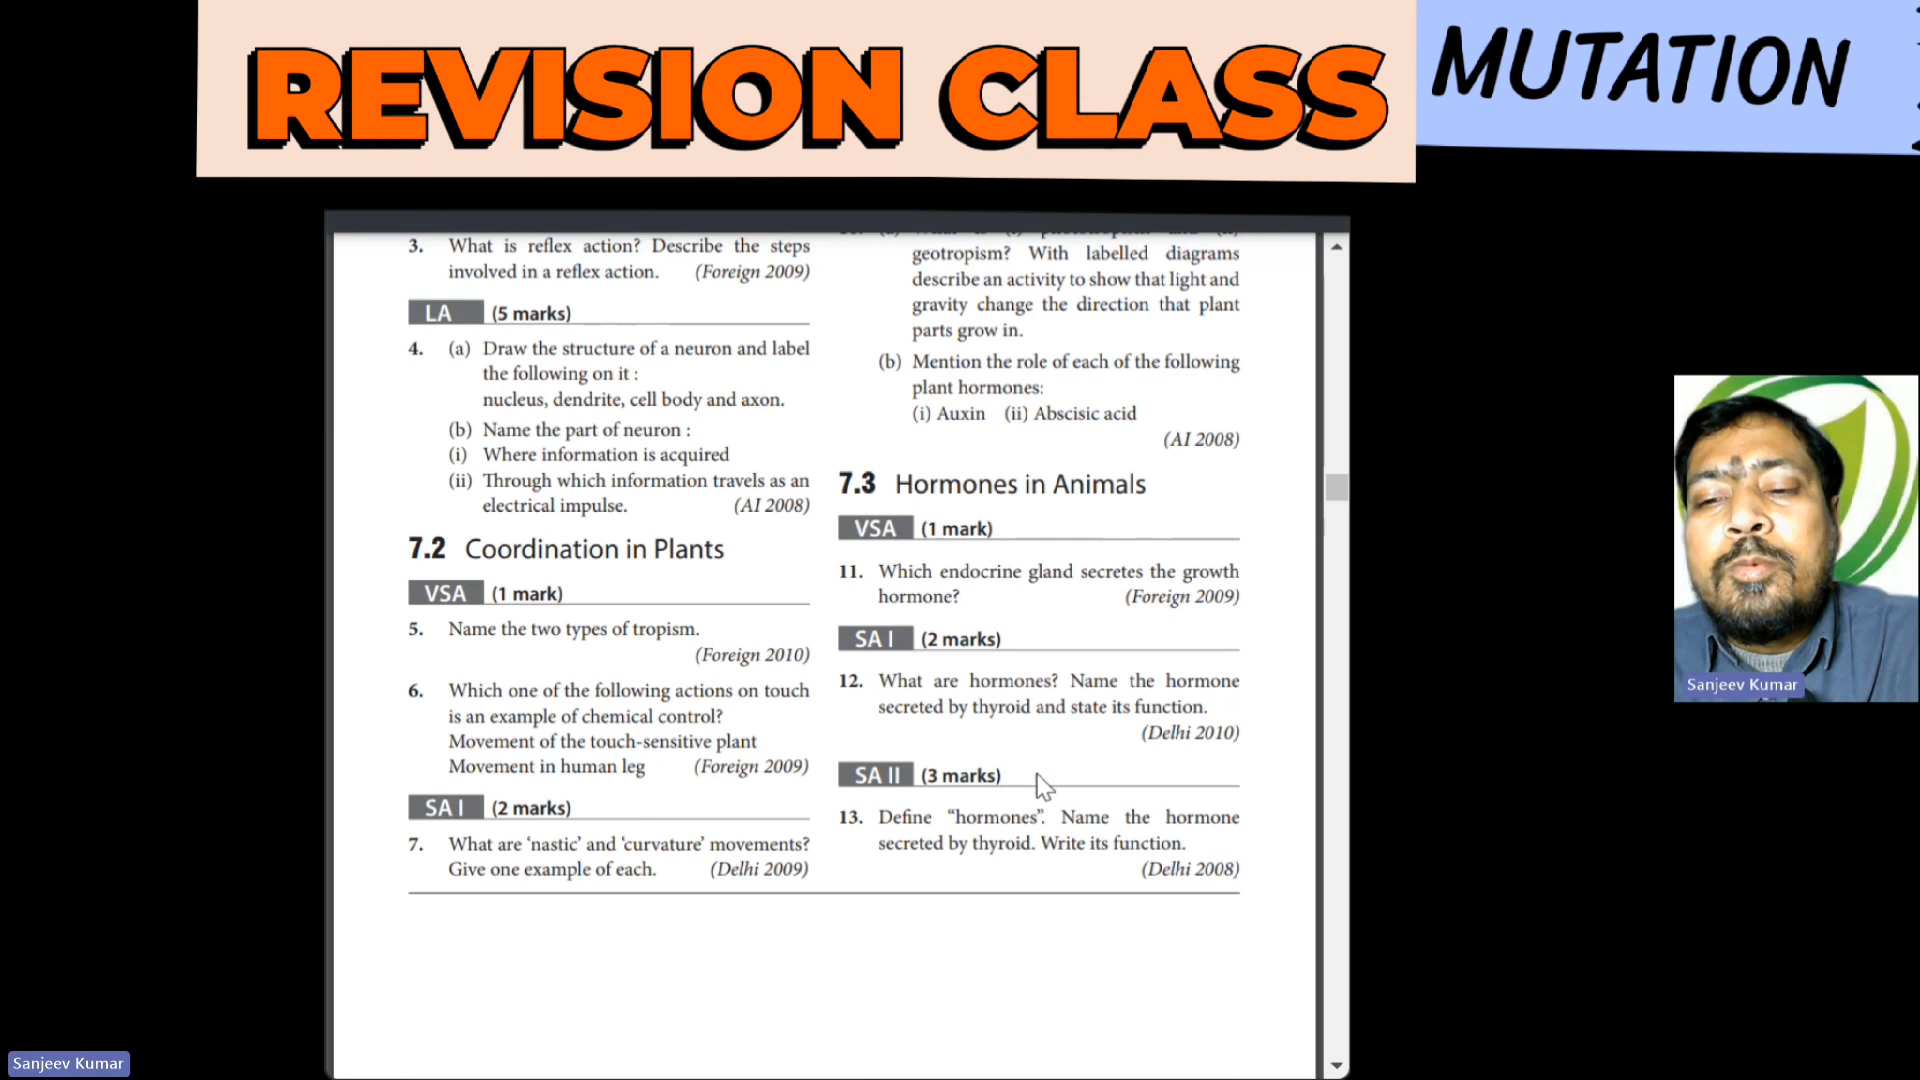 REVISION CLASS
MUTATION
3. What is reflex action? Describe the steps
involved in a reflex action. (Foreign 2009)
LA (5 marks)
4. (a) Draw the structure of a neuron and label
the following on it :
nucleus, dendrite, cell body and axon.
(b) Name the part of neuron :
(i) Where information is acquired
(ii) Through which information travels as an
electrical impulse. (AI 2008)
7.2 Coordination in Plants
VSA (1 mark)
5. Name the two types of tropism.
(Foreign 2010)
6. Which one of the following actions on touch
is an example of chemical control?
Movement of the touch-sensitive plant
Movement in human leg (Foreign 2009)
SA I (2 marks)
7. What are ‘nastic’ and ‘curvature’ movements?
Give one example of each. (Delhi 2009)
geotropism? With labelled diagrams
describe an activity to show that light and
gravity change the direction that plant
parts grow in.
(b) Mention the role of each of the following
plant hormones:
(i) Auxin (ii) Abscisic acid
(AI 2008)
7.3 Hormones in Animals
VSA (1 mark)
11. Which endocrine gland secretes the growth
hormone? (Foreign 2009)
SA I (2 marks)
12. What are hormones? Name the hormone
secreted by thyroid and state its function.
(Delhi 2010)
SA II (3 marks)
13. Define “hormones”. Name the hormone
secreted by thyroid. Write its function.
(Delhi 2008)
Sanjeev Kumar
Sanjeev Kumar